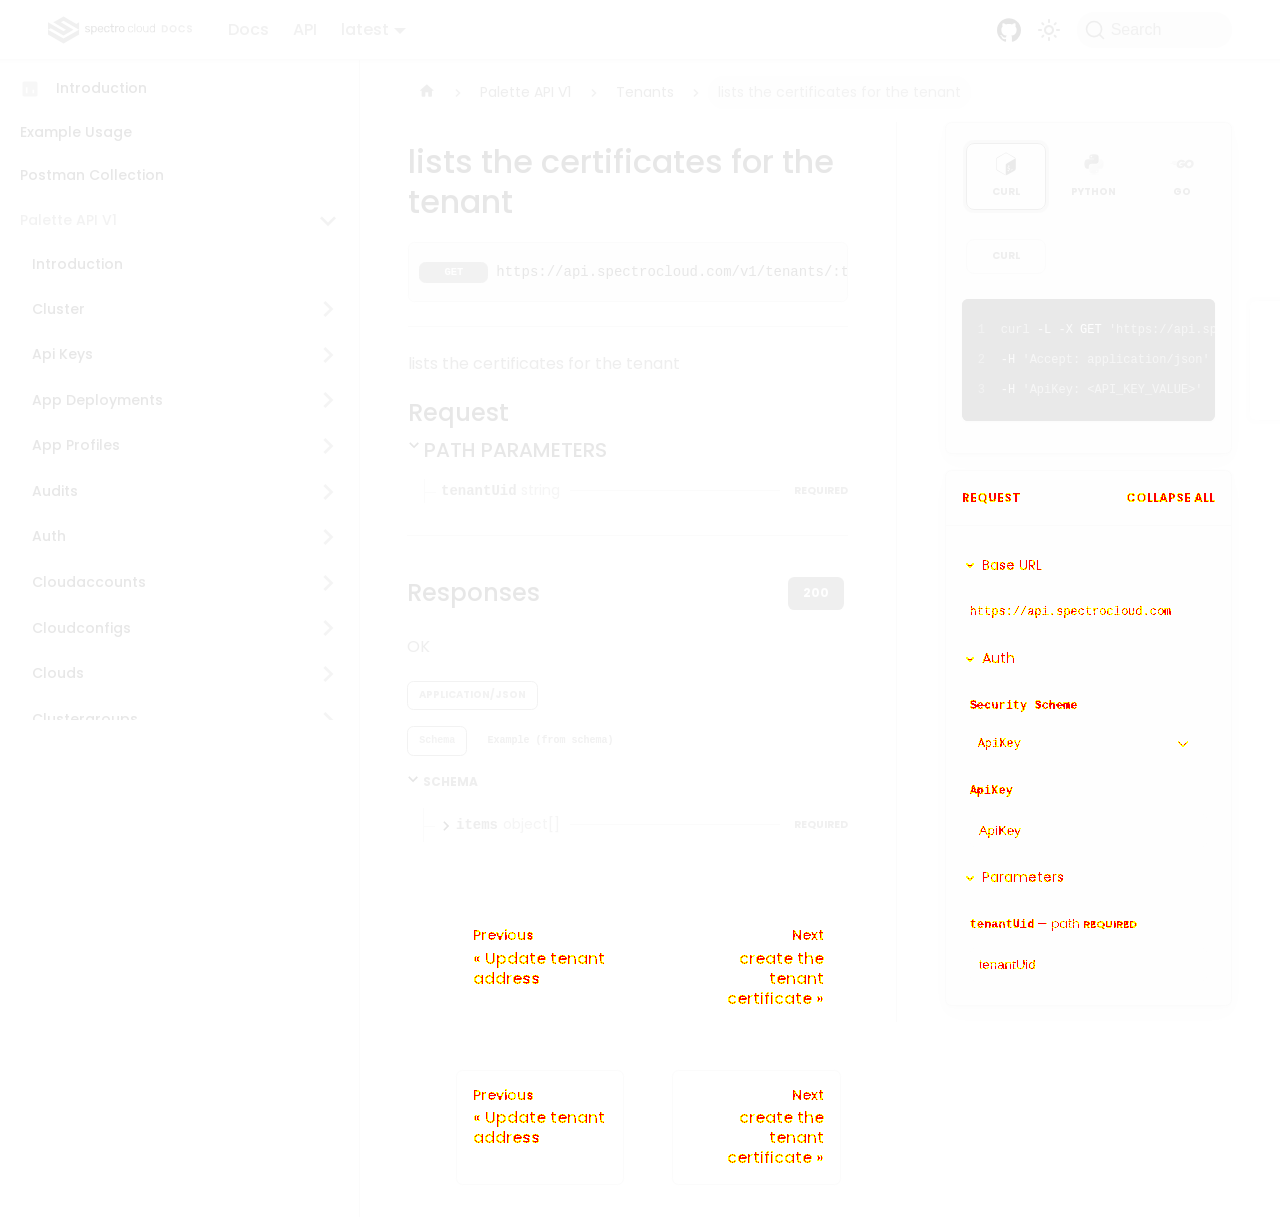 spectro cloud DOCS
Docs
API
latest
Search
Introduction
Example Usage
Postman Collection
Palette API V1
Introduction
Cluster
Api Keys
App Deployments
App Profiles
Audits
Auth
Cloudaccounts
Cloudconfigs
Clouds
Clustergroups
Palette API V1
Tenants
lists the certificates for the tenant
lists the certificates for the
tenant
GET https://api.spectrocloud.com/v1/tenants/:t
lists the certificates for the tenant
Request
PATH PARAMETERS
tenantUid string REQUIRED
Responses
200
OK
APPLICATION/JSON
Schema
Example (from schema)
SCHEMA
items object[] REQUIRED
Previous
« Update tenant
address
Next
create the
tenant
certificate »
Previous
« Update tenant
address
Next
create the
tenant
certificate »
CURL
PYTHON
GO
CURL
1 curl -L -X GET 'https://api.sp
2 -H 'Accept: application/json'
3 -H 'ApiKey: <API_KEY_VALUE>'
REQUEST
COLLAPSE ALL
Base URL
https://api.spectrocloud.com
Auth
Security Scheme
ApiKey
ApiKey
ApiKey
Parameters
tenantUid — path REQUIRED
tenantUid